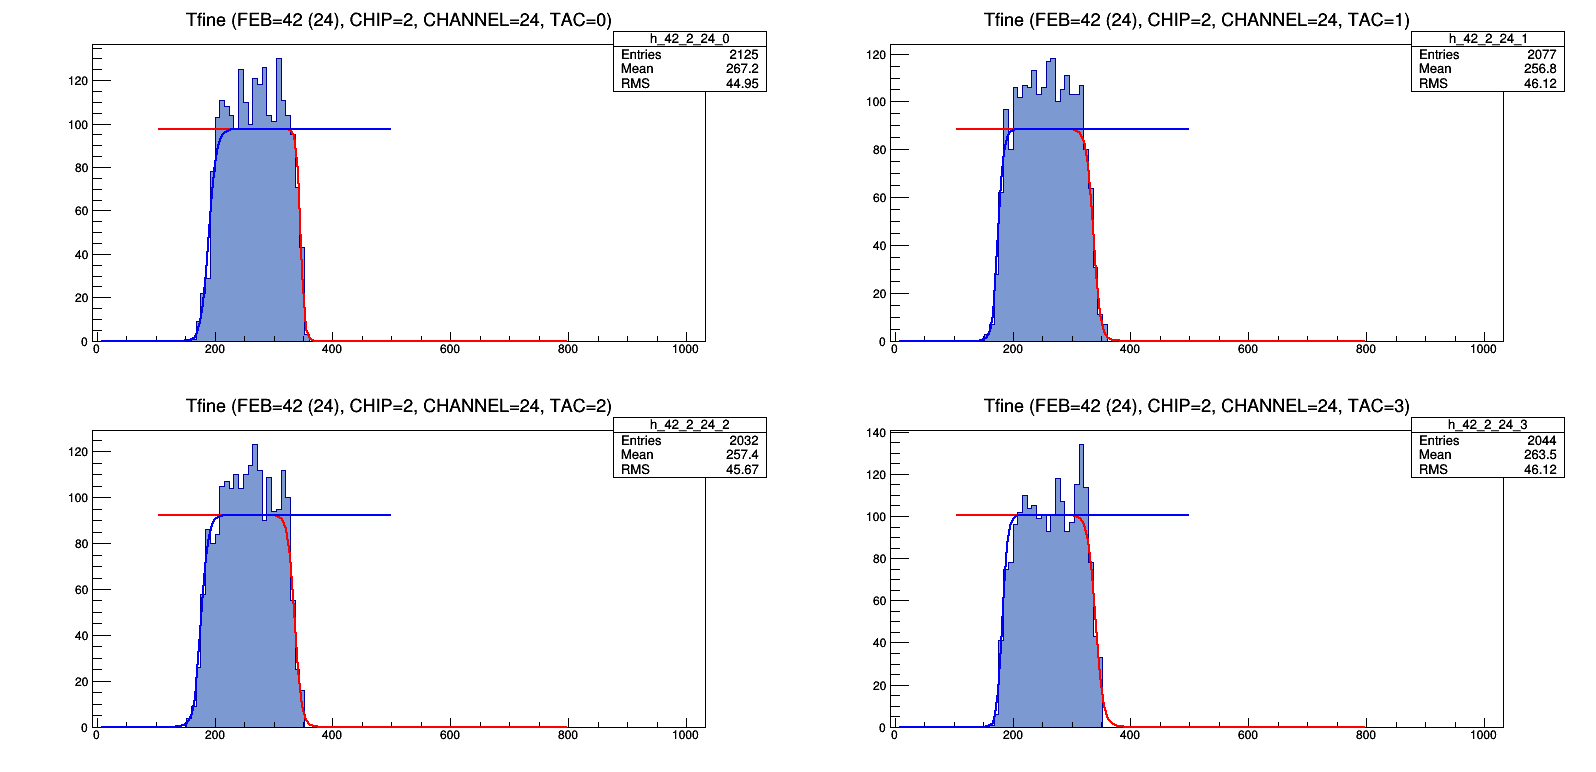 Tfine (FEB=42 (24), CHIP=2, CHANNEL=24, TAC=0)
h_42_2_24_0
Entries 2125
Mean 267.2
RMS 44.95
120
100
80
60
40
20
0
0 200 400 600 800 1000
Tfine (FEB=42 (24), CHIP=2, CHANNEL=24, TAC=1)
h_42_2_24_1
Entries 2077
Mean 256.8
RMS 46.12
120
100
80
60
40
20
0
0 200 400 600 800 1000
Tfine (FEB=42 (24), CHIP=2, CHANNEL=24, TAC=2)
h_42_2_24_2
Entries 2032
Mean 257.4
RMS 45.67
120
100
80
60
40
20
0
0 200 400 600 800 1000
Tfine (FEB=42 (24), CHIP=2, CHANNEL=24, TAC=3)
h_42_2_24_3
Entries 2044
Mean 263.5
RMS 46.12
140
120
100
80
60
40
20
0
0 200 400 600 800 1000